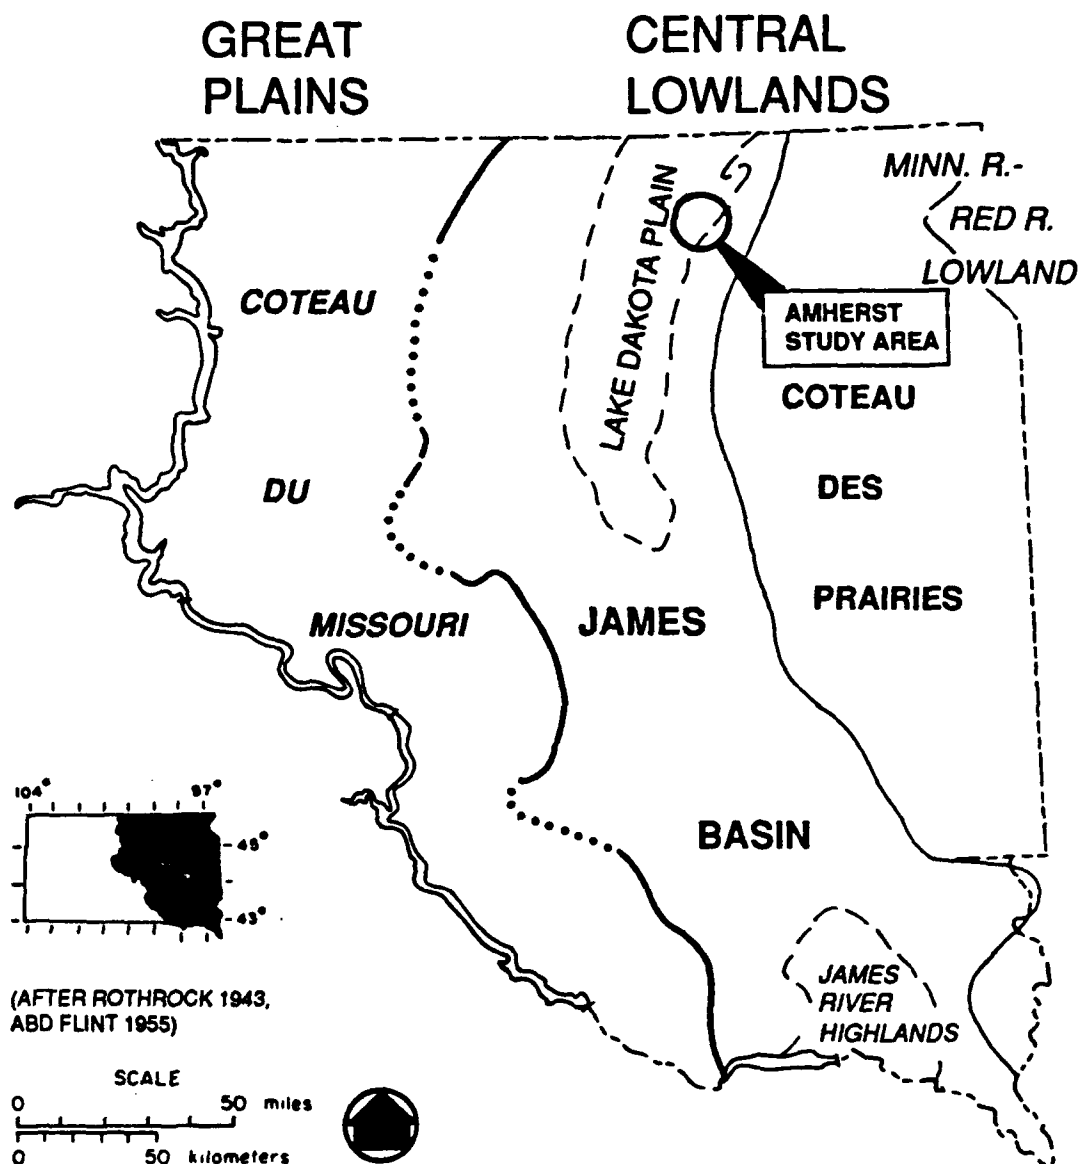 GREAT
PLAINS
CENTRAL
LOWLANDS
MINN. R.-
RED R.
LOWLAND
LAKE DAKOTA PLAIN
COTEAU
AMHERST
STUDY AREA
COTEAU
DU
DES
MISSOURI
JAMES
PRAIRIES
104°
97°
45°
43°
BASIN
JAMES
RIVER
HIGHLANDS
(AFTER ROTHROCK 1943,
ABD FLINT 1955)
SCALE
0 50 miles
0 50 kilometers